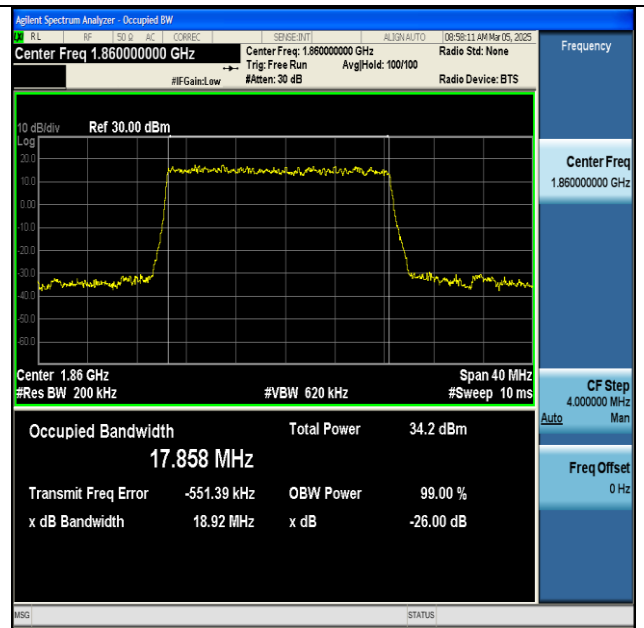 Agilent Spectrum Analyzer - Occupied BW
LXI RL RF 50 Ω AC CORREC SENSE:INT ALIGN AUTO 08:58:11 AM Mar 05, 2025
Center Freq 1.860000000 GHz
Center Freq: 1.860000000 GHz
Radio Std: None
Trig: Free Run Avg|Hold: 100/100
#IFGain:Low #Atten: 30 dB Radio Device: BTS
Frequency
10 dB/div Ref 30.00 dBm
Log
20.0
10.0
0.00
-10.0
-20.0
-30.0
-40.0
-50.0
-60.0
Center 1.86 GHz Span 40 MHz
#Res BW 200 kHz #VBW 620 kHz #Sweep 10 ms
Center Freq
1.860000000 GHz
CF Step
4.000000 MHz
Auto Man
Freq Offset
0 Hz
Occupied Bandwidth Total Power 34.2 dBm
17.858 MHz
Transmit Freq Error -551.39 kHz OBW Power 99.00 %
x dB Bandwidth 18.92 MHz x dB -26.00 dB
MSG STATUS